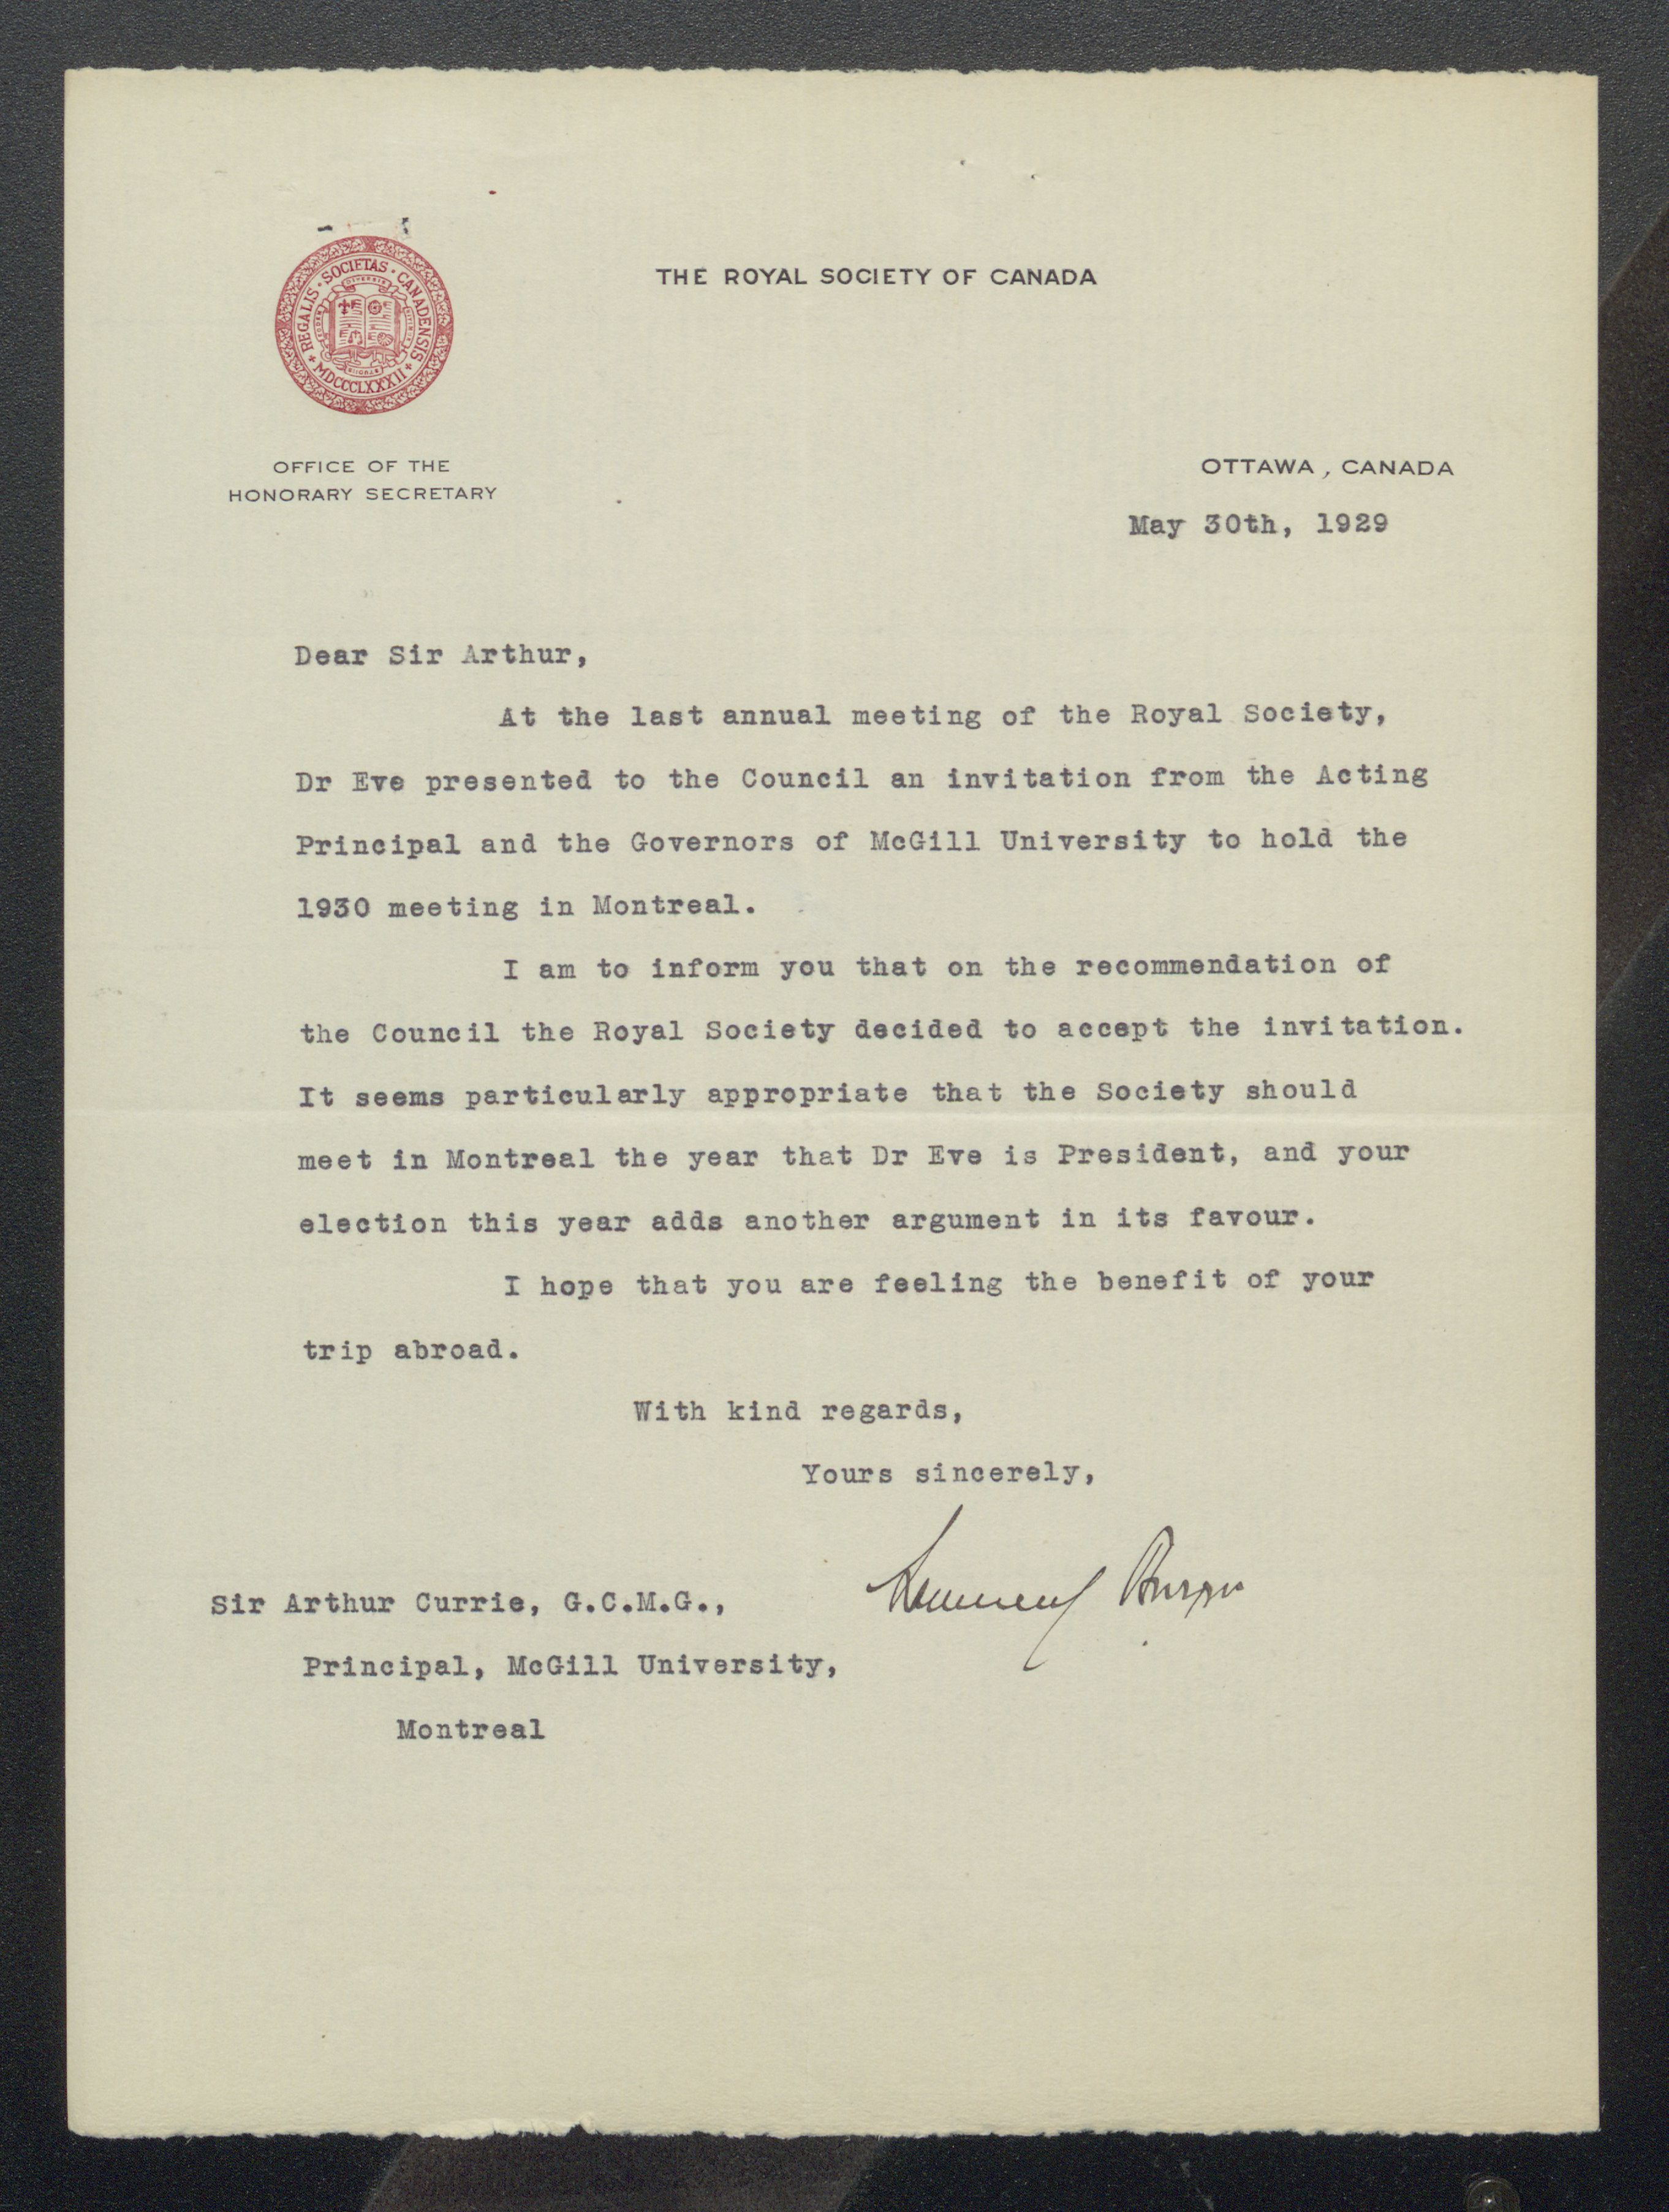 REGALIS · SOCIETAS · CANADENSIS
MDCCCLXXXII
THE ROYAL SOCIETY OF CANADA
OFFICE OF THE
HONORARY SECRETARY
OTTAWA, CANADA
May 30th, 1929
Dear Sir Arthur,
At the last annual meeting of the Royal Society,
Dr Eve presented to the Council an invitation from the Acting
Principal and the Governors of McGill University to hold the
1930 meeting in Montreal.
I am to inform you that on the recommendation of
the Council the Royal Society decided to accept the invitation.
It seems particularly appropriate that the Society should
meet in Montreal the year that Dr Eve is President, and your
election this year adds another argument in its favour.
I hope that you are feeling the benefit of your
trip abroad.
With kind regards,
Yours sincerely,
Sir Arthur Currie, G.C.M.G.,
Principal, McGill University,
Montreal